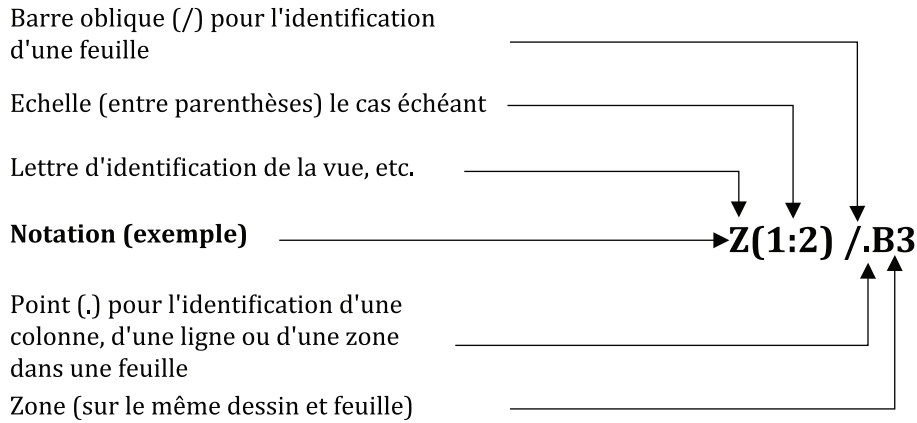 Barre oblique (/) pour l'identification
d'une feuille
Echelle (entre parenthèses) le cas échéant
Lettre d'identification de la vue, etc.
Notation (exemple)
Z(1:2) /.B3
Point (.) pour l'identification d'une
colonne, d'une ligne ou d'une zone
dans une feuille
Zone (sur le même dessin et feuille)